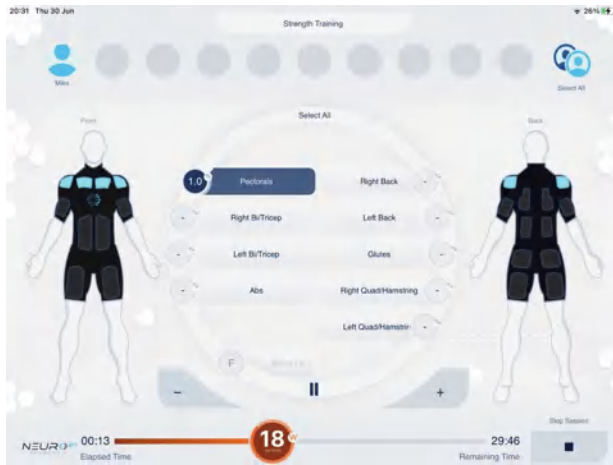 20:31 Thu 30 Jun
26%
Strength Training
Mike
Select All
Front
Select All
Back
1.0
Pectorals
Right Back
-
-
Right Bi/Tricep
Left Back
-
-
Left Bi/Tricep
Glutes
-
-
Abs
Right Quad/Hamstring
-
Left Quad/Hamstrin
-
F
-
+
Stop Session
NEURO
00:13
18
29:46
Elapsed Time
Remaining Time